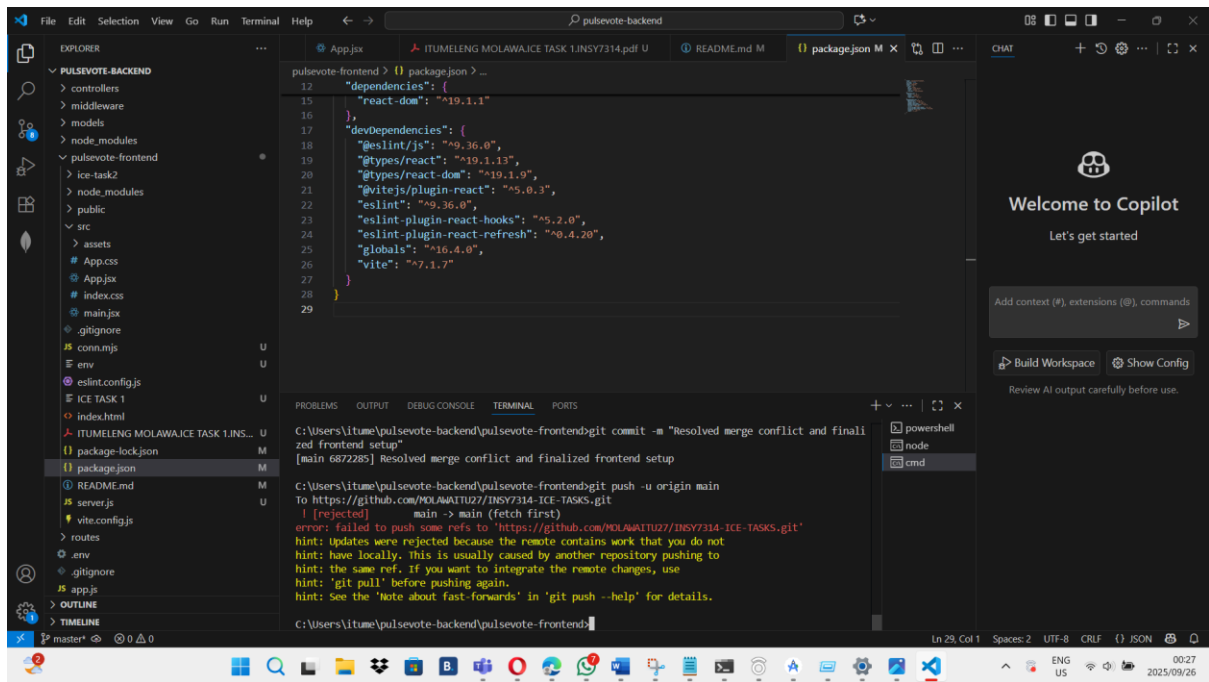 File Edit Selection View Go Run Terminal Help
pulsevote-backend
EXPLORER
PULSEVOTE-BACKEND
controllers
middleware
models
node_modules
pulsevote-frontend
ice-task2
node_modules
public
src
assets
# App.css
App.jsx
# index.css
main.jsx
.gitignore
JS conn.mjs U
env U
eslint.config.js
ICE TASK 1 U
index.html
ITUMELENG MOLAWA.ICE TASK 1.INS... U
{} package-lock.json M
{} package.json M
README.md M
JS server.js U
vite.config.js
routes
.env
.gitignore
JS app.js
OUTLINE
TIMELINE
App.jsx
ITUMELENG MOLAWA.ICE TASK 1.INSY7314.pdf U
README.md M
{} package.json M
pulsevote-frontend > {} package.json > ...
12 "dependencies": {
15 "react-dom": "^19.1.1"
16 },
17 "devDependencies": {
18 "@eslint/js": "^9.36.0",
19 "@types/react": "^19.1.13",
20 "@types/react-dom": "^19.1.9",
21 "@vitejs/plugin-react": "^5.0.3",
22 "eslint": "^9.36.0",
23 "eslint-plugin-react-hooks": "^5.2.0",
24 "eslint-plugin-react-refresh": "^0.4.20",
25 "globals": "^16.4.0",
26 "vite": "^7.1.7"
27 }
28 }
29
PROBLEMS OUTPUT DEBUG CONSOLE TERMINAL PORTS
C:\Users\itume\pulsevote-backend\pulsevote-frontend>git commit -m "Resolved merge conflict and finali
zed frontend setup"
[main 6872285] Resolved merge conflict and finalized frontend setup
C:\Users\itume\pulsevote-backend\pulsevote-frontend>git push -u origin main
To https://github.com/MOLAWAITU27/INSY7314-ICE-TASKS.git
! [rejected] main -> main (fetch first)
error: failed to push some refs to 'https://github.com/MOLAWAITU27/INSY7314-ICE-TASKS.git'
hint: Updates were rejected because the remote contains work that you do not
hint: have locally. This is usually caused by another repository pushing to
hint: the same ref. If you want to integrate the remote changes, use
hint: 'git pull' before pushing again.
hint: See the 'Note about fast-forwards' in 'git push --help' for details.
C:\Users\itume\pulsevote-backend\pulsevote-frontend>
powershell
node
cmd
CHAT
Welcome to Copilot
Let's get started
Add context (#), extensions (@), commands
Build Workspace
Show Config
Review AI output carefully before use.
8
1
master* 0 0
Ln 29, Col 1 Spaces: 2 UTF-8 CRLF {} JSON
2
7
ENG
US
00:27
2025/09/26